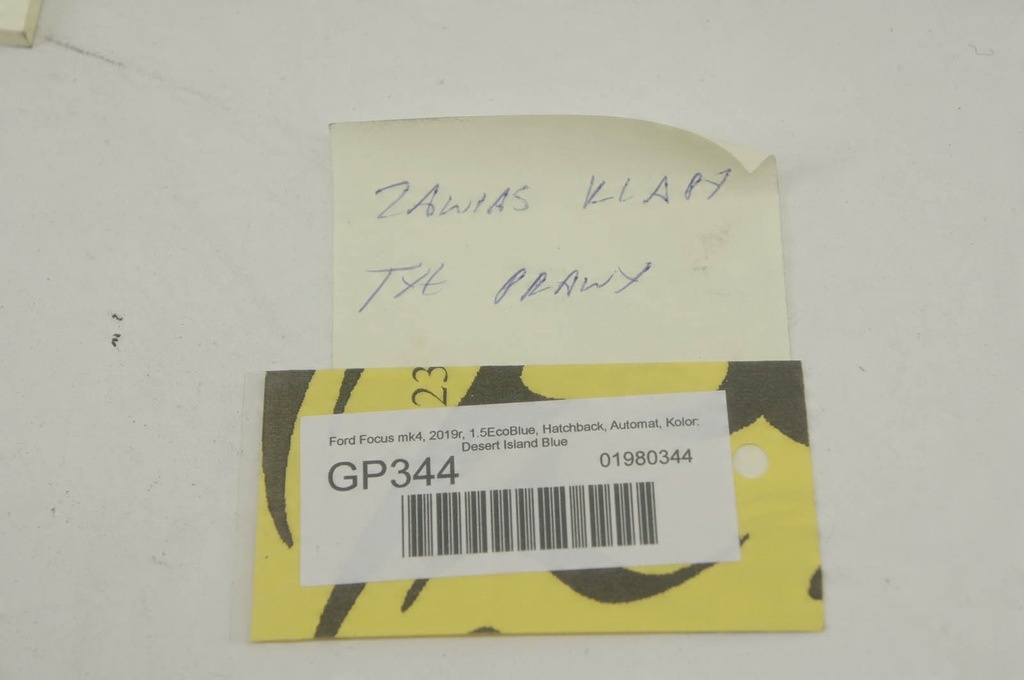 ZAWIAS KLAPY
TYŁ PRAWY
23
Ford Focus mk4, 2019r, 1.5EcoBlue, Hatchback, Automat, Kolor:
Desert Island Blue
GP344
01980344